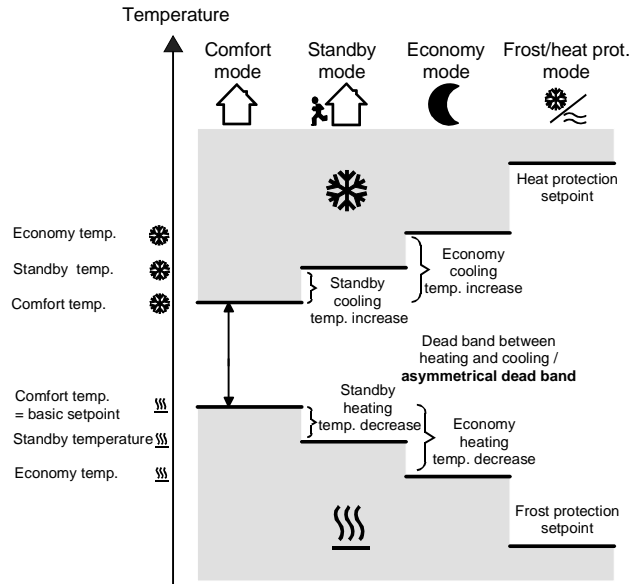 Temperature
Comfort
mode
Standby
mode
Economy
mode
Frost/heat prot.
mode
Heat protection
setpoint
Economy temp.
Standby temp.
Comfort temp.
Economy
cooling
temp. increase
Standby
cooling
temp. increase
Dead band between
heating and cooling /
asymmetrical dead band
Comfort temp.
= basic setpoint
Standby temperature
Economy temp.
Standby
heating
temp. decrease
Economy
heating
temp. decrease
Frost protection
setpoint